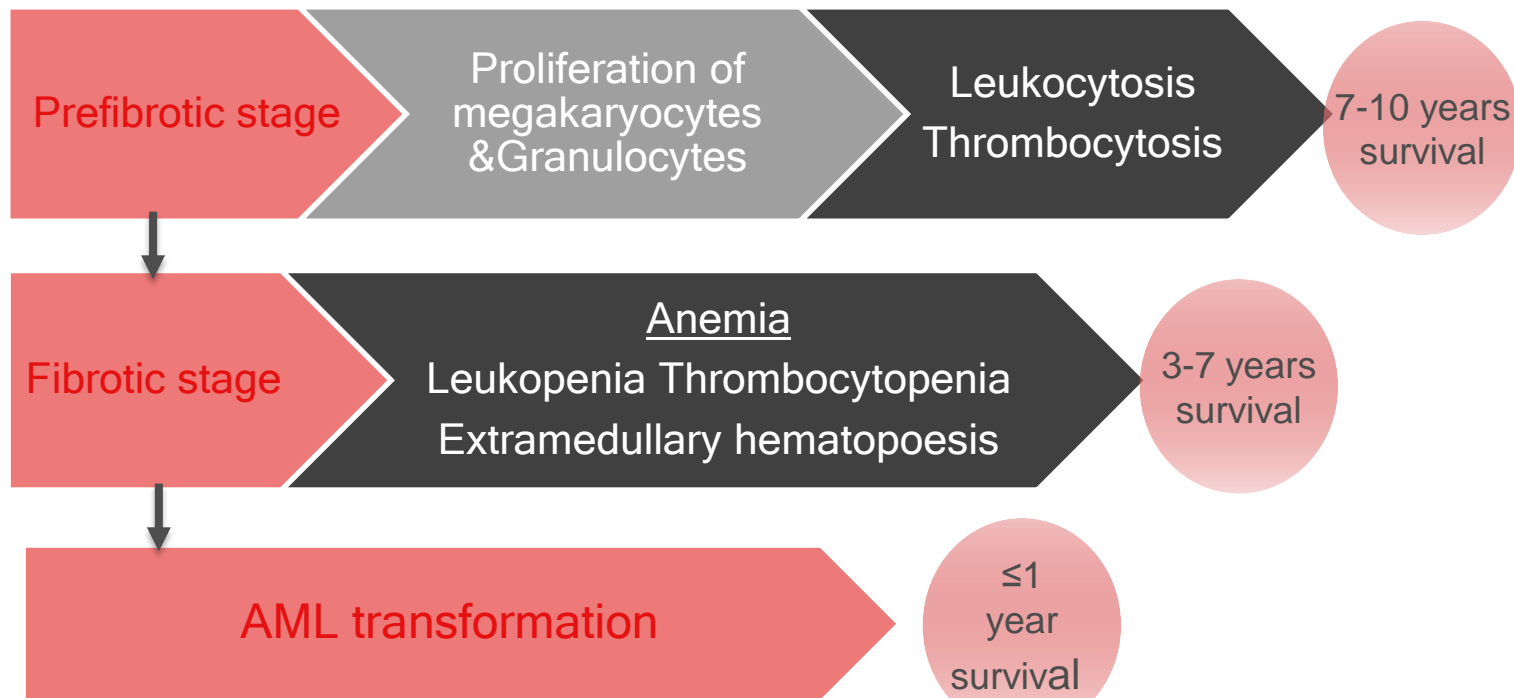 Prefibrotic stage
Proliferation of
megakaryocytes
&Granulocytes
Leukocytosis
Thrombocytosis
7-10 years
survival
Fibrotic stage
Anemia
Leukopenia Thrombocytopenia
Extramedullary hematopoesis
3-7 years
survival
AML transformation
≤1
year
survival